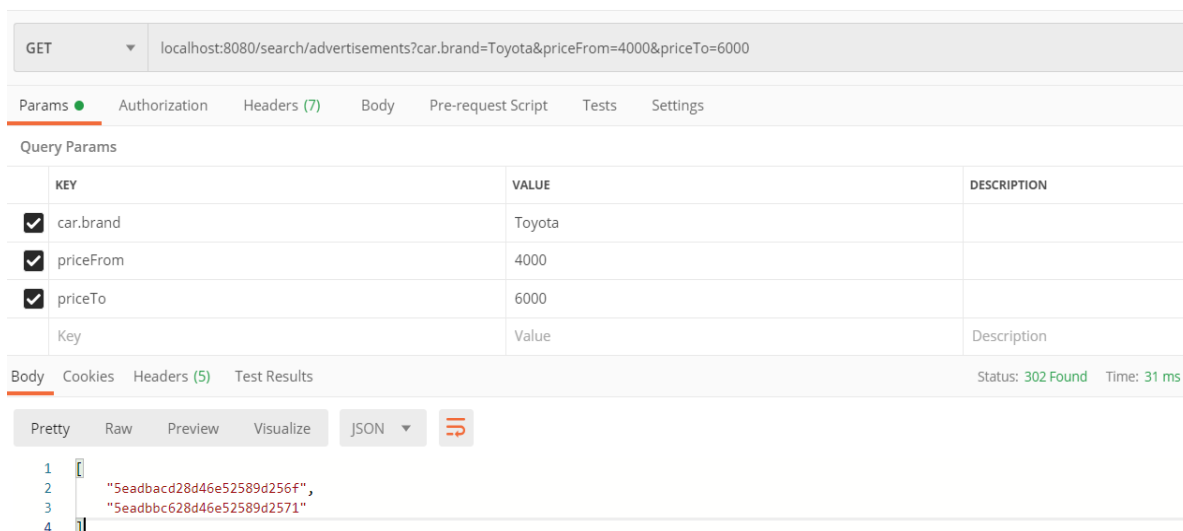 GET localhost:8080/search/advertisements?car.brand=Toyota&priceFrom=4000&priceTo=6000
Params Authorization Headers (7) Body Pre-request Script Tests Settings
Query Params
KEY VALUE DESCRIPTION
car.brand Toyota
priceFrom 4000
priceTo 6000
Key Value Description
Body Cookies Headers (5) Test Results Status: 302 Found Time: 31 ms
Pretty Raw Preview Visualize JSON
1 [
2 "5eadbacd28d46e52589d256f",
3 "5eadbbc628d46e52589d2571"
4 ]